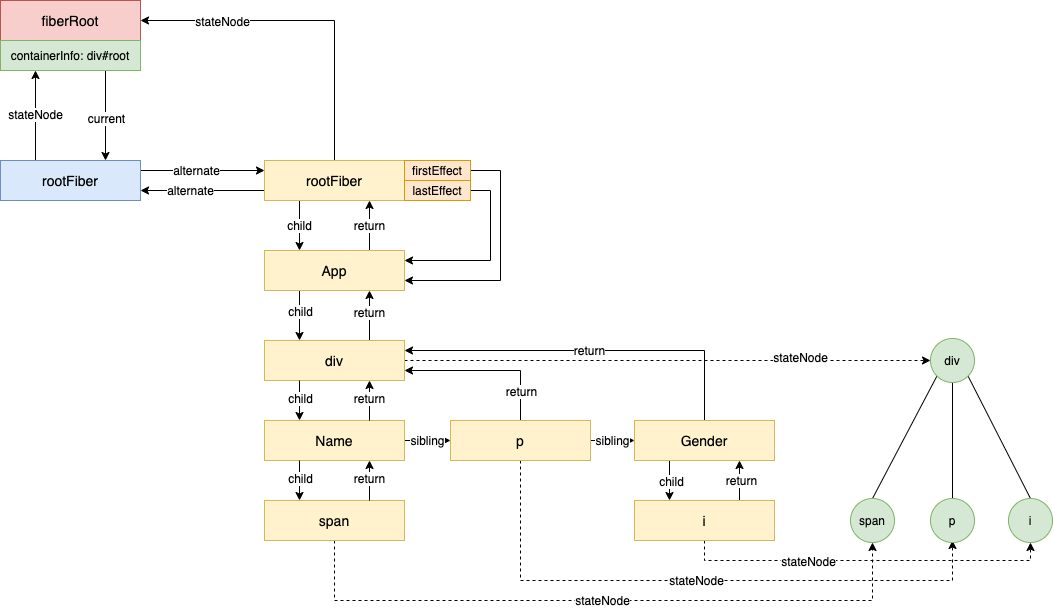 fiberRoot
stateNode
containerInfo: div#root
stateNode
current
rootFiber
alternate
alternate
rootFiber
firstEffect
lastEffect
child
return
App
child
return
div
return
stateNode
div
child
return
return
Name
sibling
p
sibling
Gender
child
return
child
return
span
i
span
p
i
stateNode
stateNode
stateNode